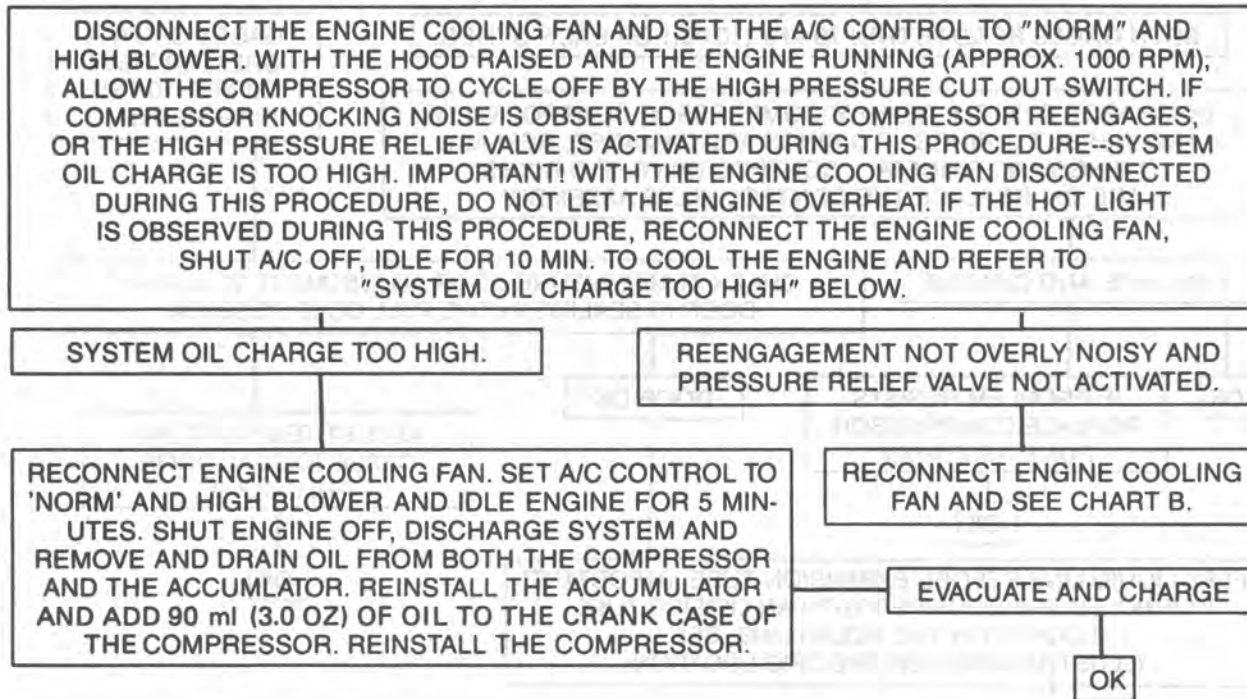 DISCONNECT THE ENGINE COOLING FAN AND SET THE A/C CONTROL TO "NORM" AND
HIGH BLOWER. WITH THE HOOD RAISED AND THE ENGINE RUNNING (APPROX. 1000 RPM),
ALLOW THE COMPRESSOR TO CYCLE OFF BY THE HIGH PRESSURE CUT OUT SWITCH. IF
COMPRESSOR KNOCKING NOISE IS OBSERVED WHEN THE COMPRESSOR REENGAGES,
OR THE HIGH PRESSURE RELIEF VALVE IS ACTIVATED DURING THIS PROCEDURE--SYSTEM
OIL CHARGE IS TOO HIGH. IMPORTANT! WITH THE ENGINE COOLING FAN DISCONNECTED
DURING THIS PROCEDURE, DO NOT LET THE ENGINE OVERHEAT. IF THE HOT LIGHT
IS OBSERVED DURING THIS PROCEDURE, RECONNECT THE ENGINE COOLING FAN,
SHUT A/C OFF, IDLE FOR 10 MIN. TO COOL THE ENGINE AND REFER TO
"SYSTEM OIL CHARGE TOO HIGH" BELOW.
SYSTEM OIL CHARGE TOO HIGH.
REENGAGEMENT NOT OVERLY NOISY AND
PRESSURE RELIEF VALVE NOT ACTIVATED.
RECONNECT ENGINE COOLING FAN. SET A/C CONTROL TO
'NORM' AND HIGH BLOWER AND IDLE ENGINE FOR 5 MIN-
UTES. SHUT ENGINE OFF, DISCHARGE SYSTEM AND
REMOVE AND DRAIN OIL FROM BOTH THE COMPRESSOR
AND THE ACCUMULATOR. REINSTALL THE ACCUMULATOR
AND ADD 90 ml (3.0 OZ) OF OIL TO THE CRANK CASE OF
THE COMPRESSOR. REINSTALL THE COMPRESSOR.
RECONNECT ENGINE COOLING
FAN AND SEE CHART B.
EVACUATE AND CHARGE
OK